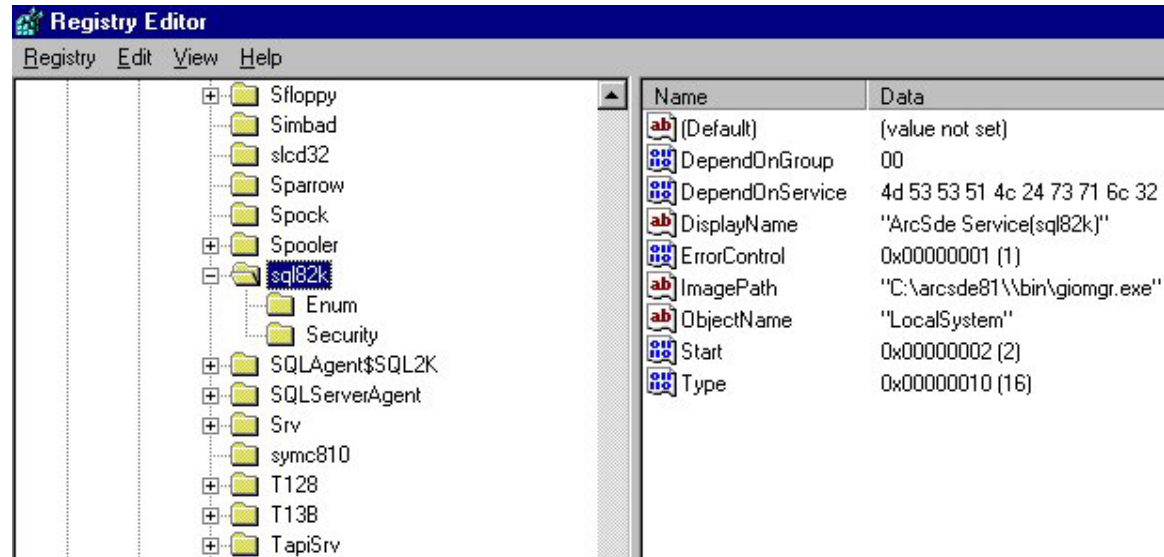 Registry Editor
Registry Edit View Help
Sfloppy
Simbad
slcd32
Sparrow
Spock
Spooler
sql82k
Enum
Security
SQLAgent$SQL2K
SQLServerAgent
Srv
symc810
T128
T13B
TapiSrv
Name Data
(Default) (value not set)
DependOnGroup 00
DependOnService 4d 53 53 51 4c 24 73 71 6c 32
DisplayName "ArcSde Service(sql82k)"
ErrorControl 0x00000001 (1)
ImagePath "C:\arcsde81\\bin\giomgr.exe"
ObjectName "LocalSystem"
Start 0x00000002 (2)
Type 0x00000010 (16)